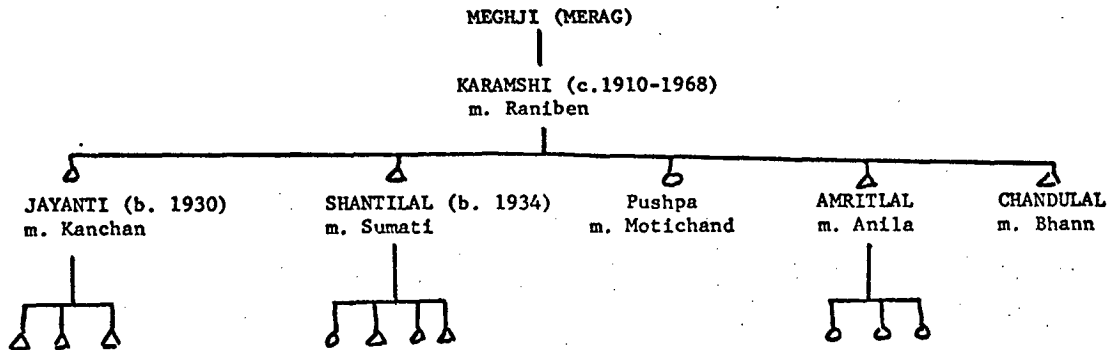 MEGHJI (MERAG)
KARAMSHI (c.1910-1968)
m. Raniben
JAYANTI (b. 1930) SHANTILAL (b. 1934) Pushpa AMRITLAL CHANDULAL
m. Kanchan m. Sumati m. Motichand m. Anila m. Bhann